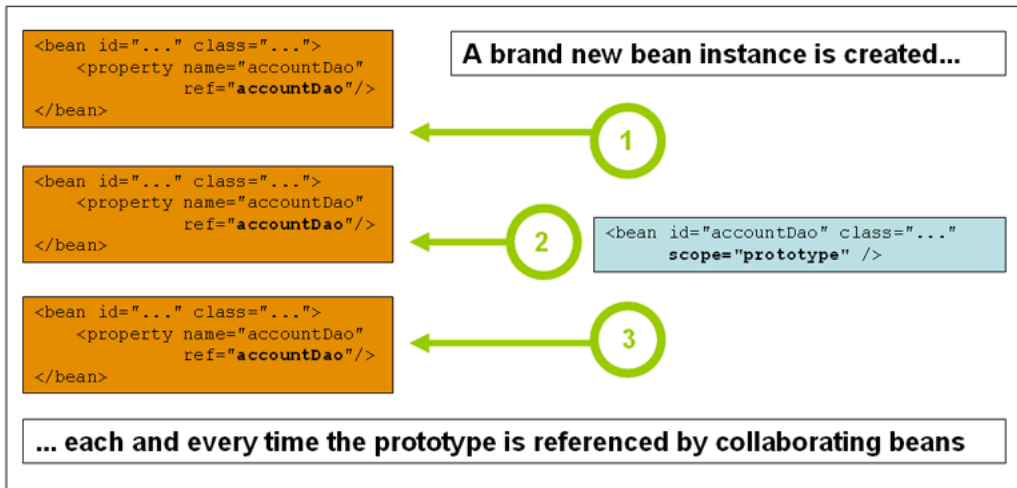 <bean id="..." class="...">
<property name="accountDao"
ref="accountDao"/>
</bean>
A brand new bean instance is created...
1
<bean id="..." class="...">
<property name="accountDao"
ref="accountDao"/>
</bean>
2
<bean id="accountDao" class="..."
scope="prototype" />
<bean id="..." class="...">
<property name="accountDao"
ref="accountDao"/>
</bean>
3
... each and every time the prototype is referenced by collaborating beans